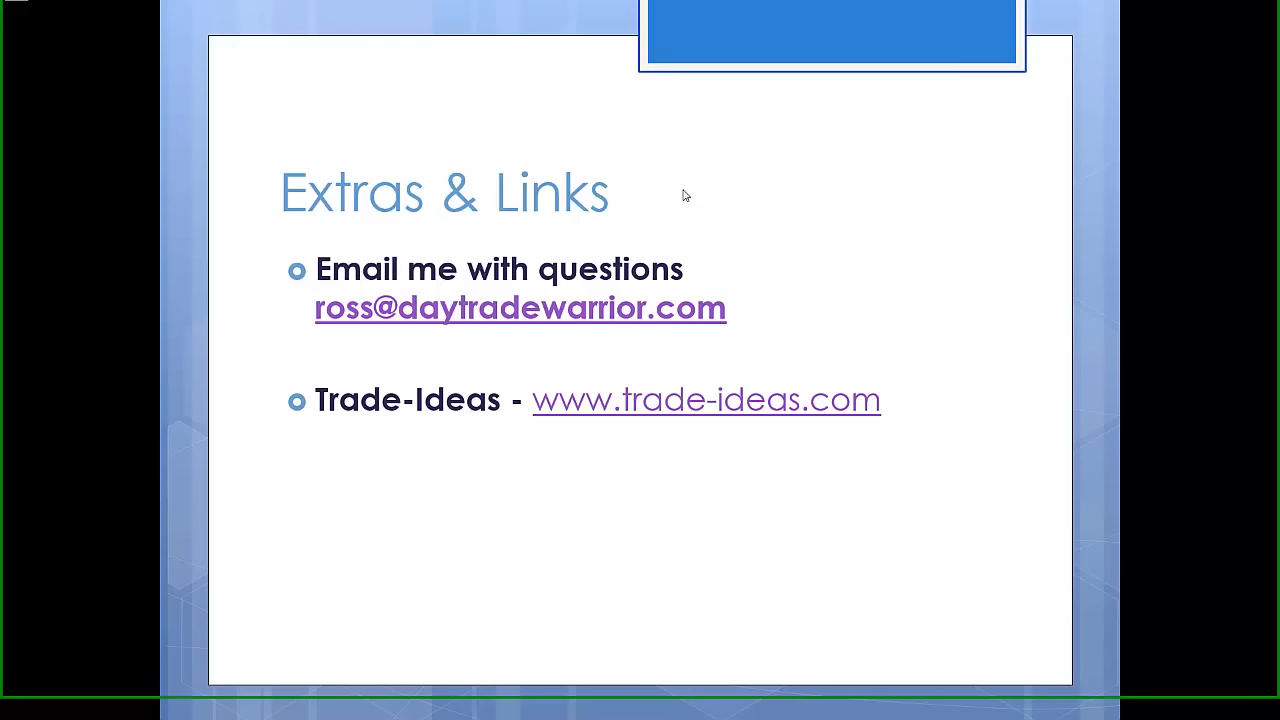 Extras & Links
Email me with questions
ross@daytradewarrior.com
Trade-Ideas - www.trade-ideas.com